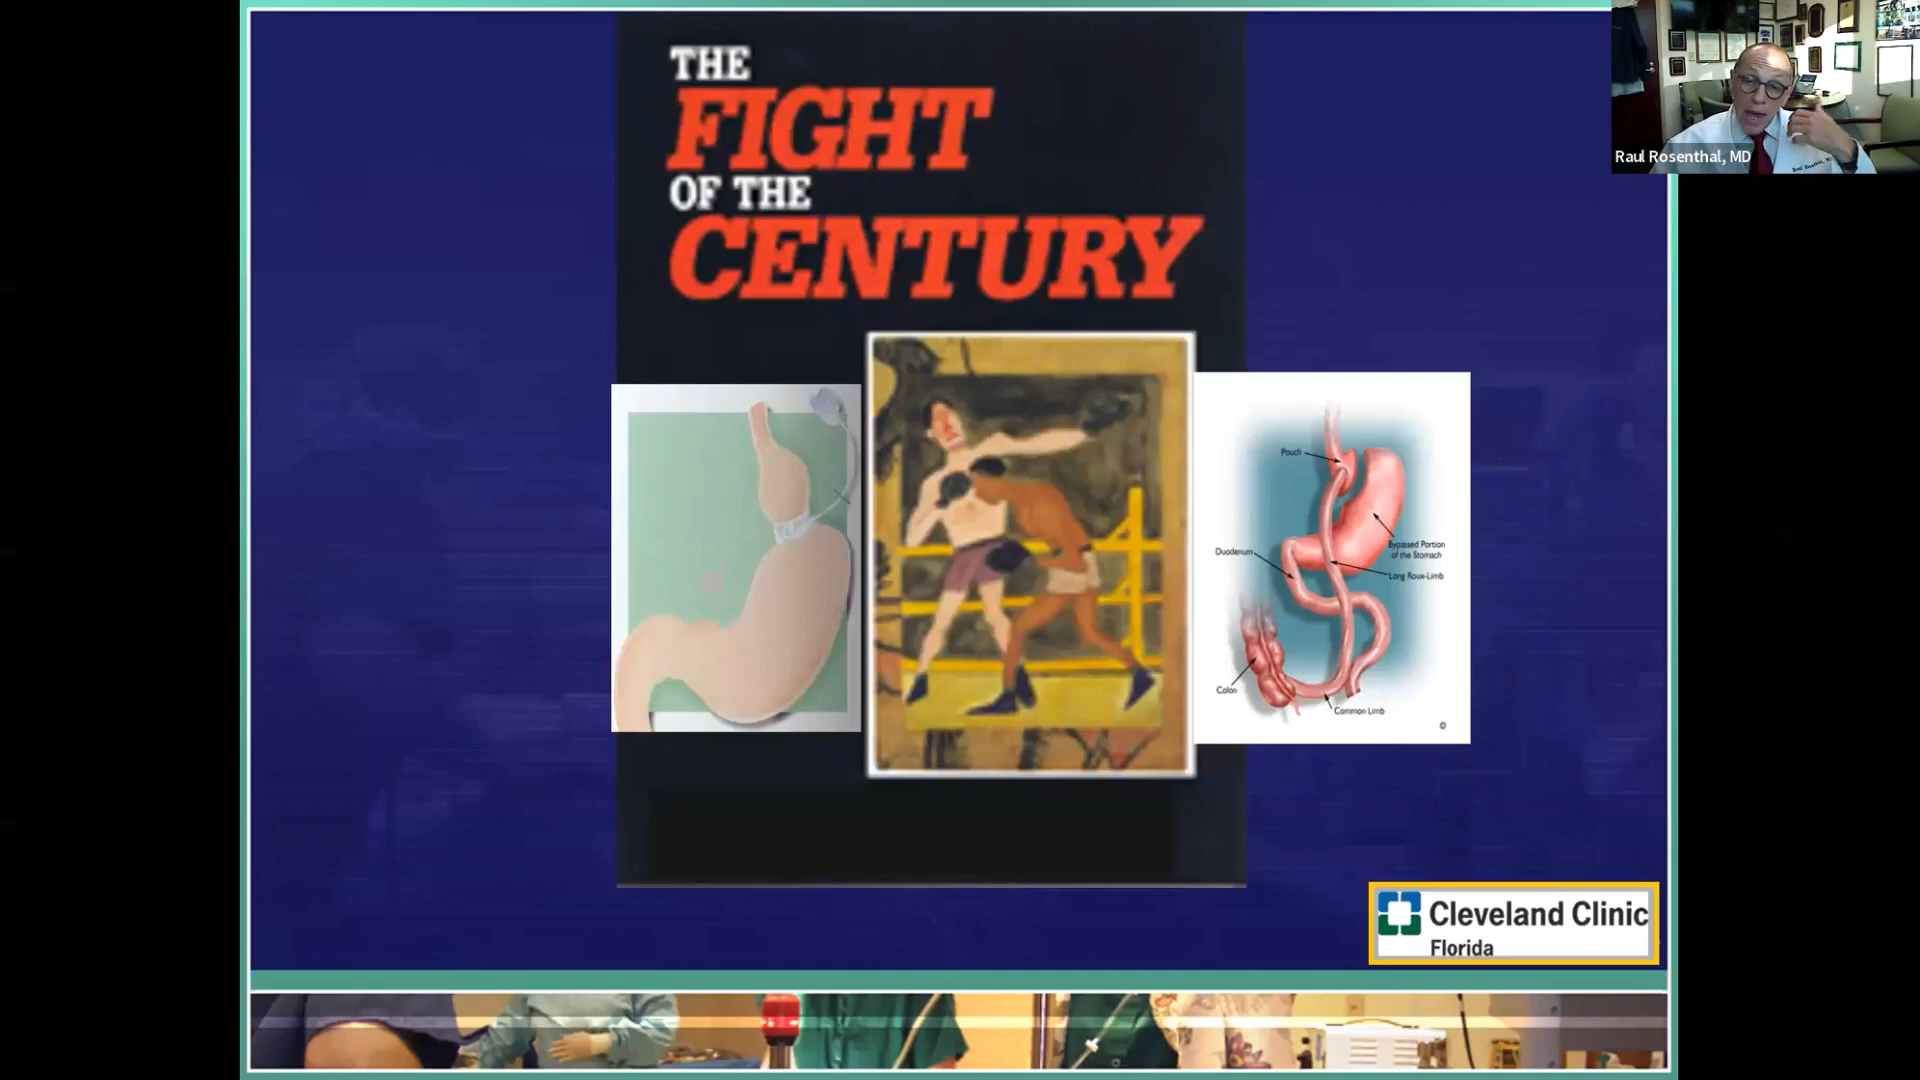 THE
FIGHT
OF THE
CENTURY
Raul Rosenthal, MD
Pouch
Bypassed Portion
of the Stomach
Duodenum
Long Roux-Limb
Colon
Common Limb
©
Cleveland Clinic
Florida